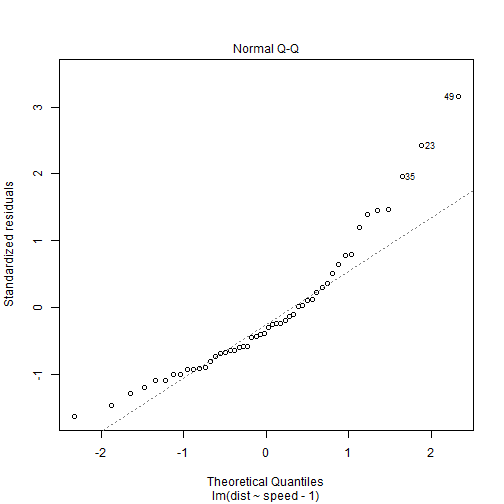 Normal Q-Q
49
23
35
3
2
1
0
-1
Standardized residuals
-2 -1 0 1 2
Theoretical Quantiles
lm(dist ~ speed - 1)